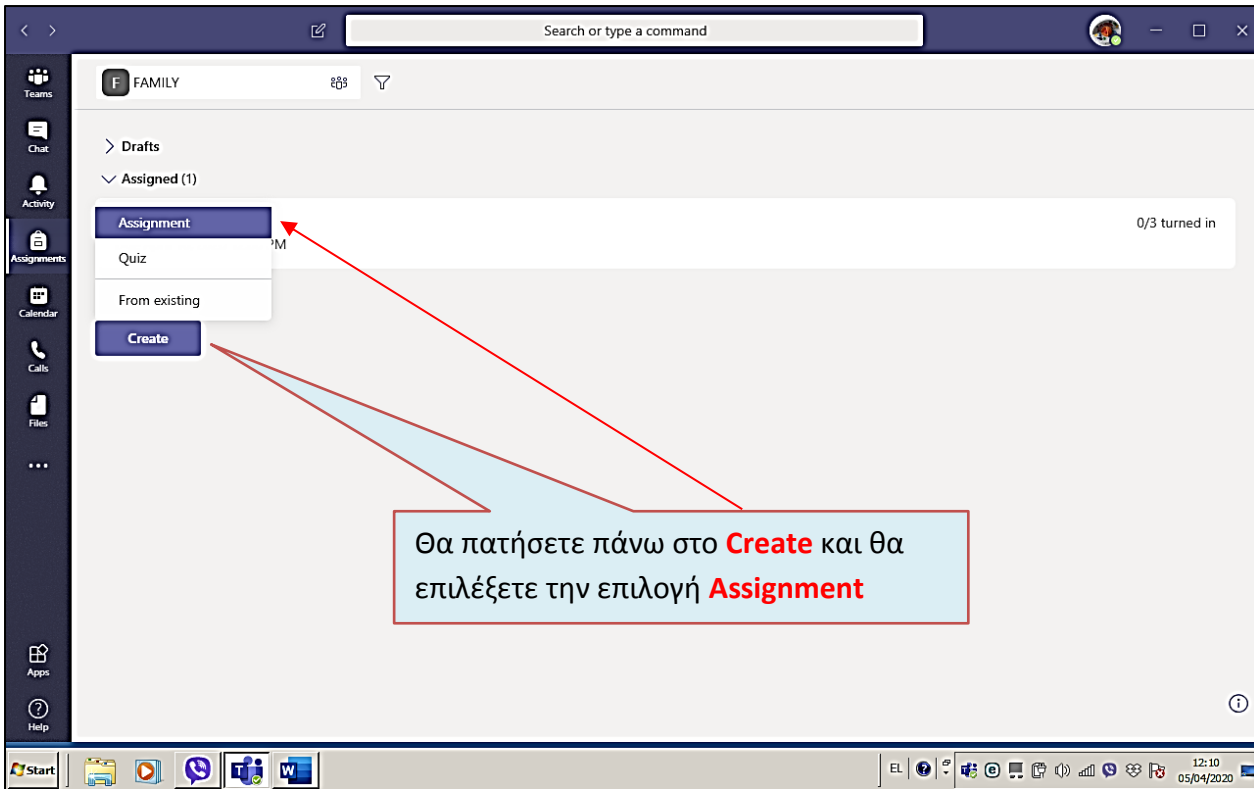 Search or type a command
Teams
F FAMILY
Chat
Drafts
Assigned (1)
Activity
Assignment
0/3 turned in
PM
Assignments
Quiz
From existing
Calendar
Create
Calls
Files
Θα πατήσετε πάνω στο Create και θα
επιλέξετε την επιλογή Assignment
Apps
Help
Start
EL
12:10
05/04/2020